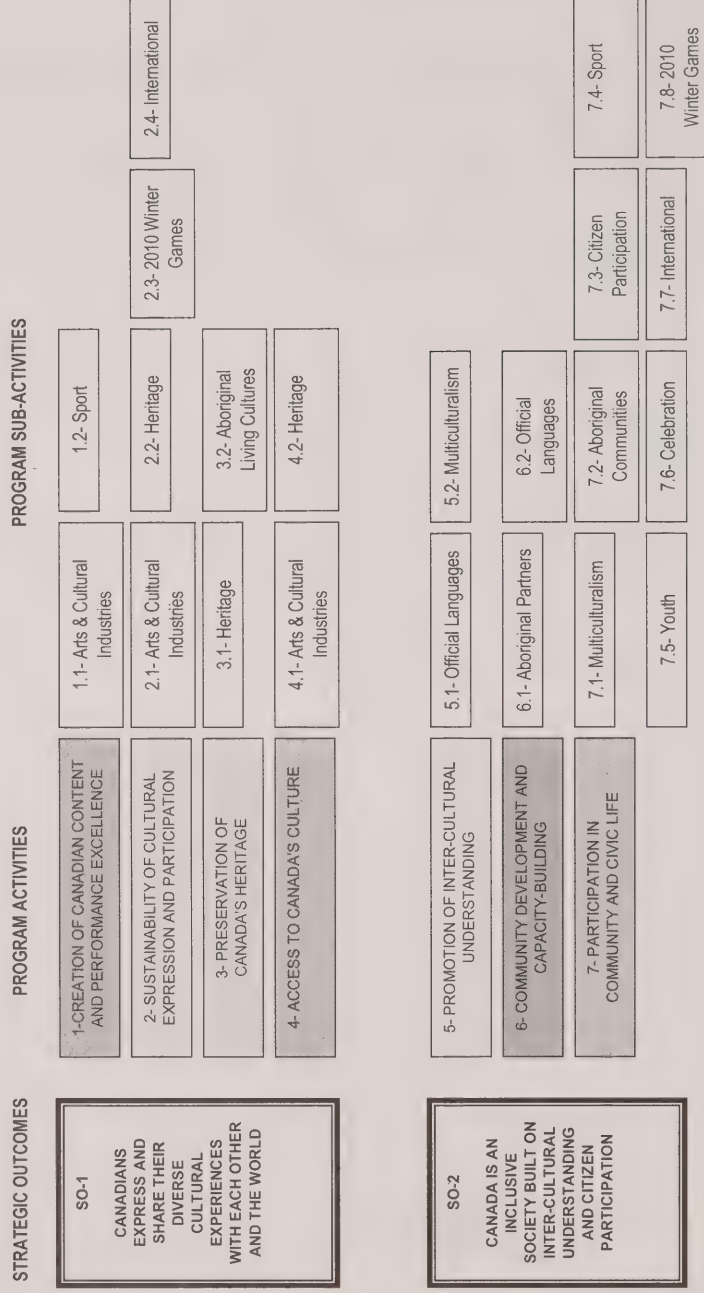 STRATEGIC OUTCOMES
PROGRAM ACTIVITIES
PROGRAM SUB-ACTIVITIES
SO-1
CANADIANS
EXPRESS AND
SHARE THEIR
DIVERSE
CULTURAL
EXPERIENCES
WITH EACH OTHER
AND THE WORLD
1-CREATION OF CANADIAN CONTENT
AND PERFORMANCE EXCELLENCE
1.1- Arts & Cultural
Industries
1.2- Sport
2- SUSTAINABILITY OF CULTURAL
EXPRESSION AND PARTICIPATION
2.1- Arts & Cultural
Industries
2.2- Heritage
2.3- 2010 Winter
Games
2.4- International
3- PRESERVATION OF
CANADA'S HERITAGE
3.1- Heritage
3.2- Aboriginal
Living Cultures
4- ACCESS TO CANADA'S CULTURE
4.1- Arts & Cultural
Industries
4.2- Heritage
SO-2
CANADA IS AN
INCLUSIVE
SOCIETY BUILT ON
INTER-CULTURAL
UNDERSTANDING
AND CITIZEN
PARTICIPATION
5- PROMOTION OF INTER-CULTURAL
UNDERSTANDING
5.1- Official Languages
5.2- Multiculturalism
6- COMMUNITY DEVELOPMENT AND
CAPACITY-BUILDING
6.1- Aboriginal Partners
6.2- Official
Languages
7- PARTICIPATION IN
COMMUNITY AND CIVIC LIFE
7.1- Multiculturalism
7.2- Aboriginal
Communities
7.3- Citizen
Participation
7.4- Sport
7.5- Youth
7.6- Celebration
7.7- International
7.8- 2010
Winter Games